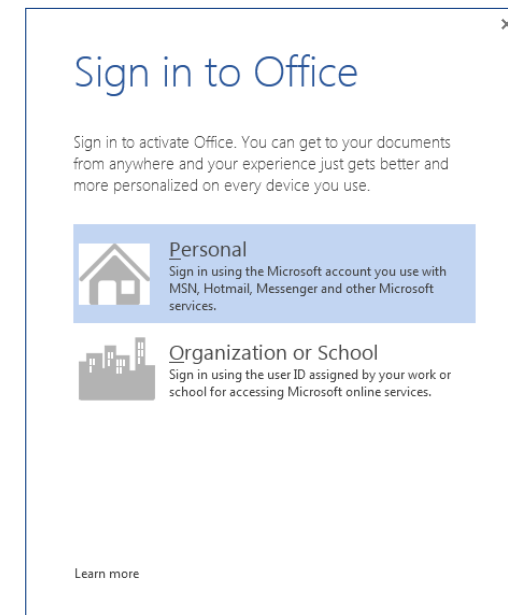 Sign in to Office
Sign in to activate Office. You can get to your documents
from anywhere and your experience just gets better and
more personalized on every device you use.
Personal
Sign in using the Microsoft account you use with
MSN, Hotmail, Messenger and other Microsoft
services.
Organization or School
Sign in using the user ID assigned by your work or
school for accessing Microsoft online services.
Learn more